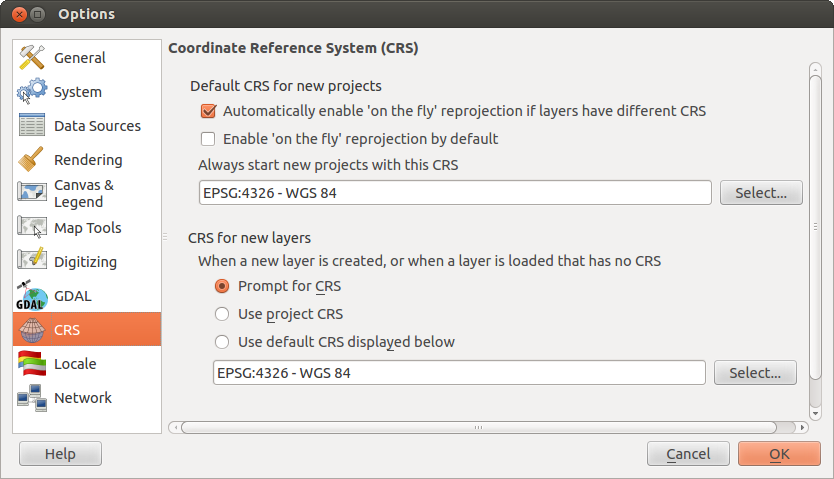 Options
General
System
Data Sources
Rendering
Canvas &
Legend
Map Tools
Digitizing
GDAL
GDAL
CRS
Locale
Network
Coordinate Reference System (CRS)
Default CRS for new projects
Automatically enable 'on the fly' reprojection if layers have different CRS
Enable 'on the fly' reprojection by default
Always start new projects with this CRS
EPSG:4326 - WGS 84
Select...
CRS for new layers
When a new layer is created, or when a layer is loaded that has no CRS
Prompt for CRS
Use project CRS
Use default CRS displayed below
EPSG:4326 - WGS 84
Select...
Help
Cancel
OK